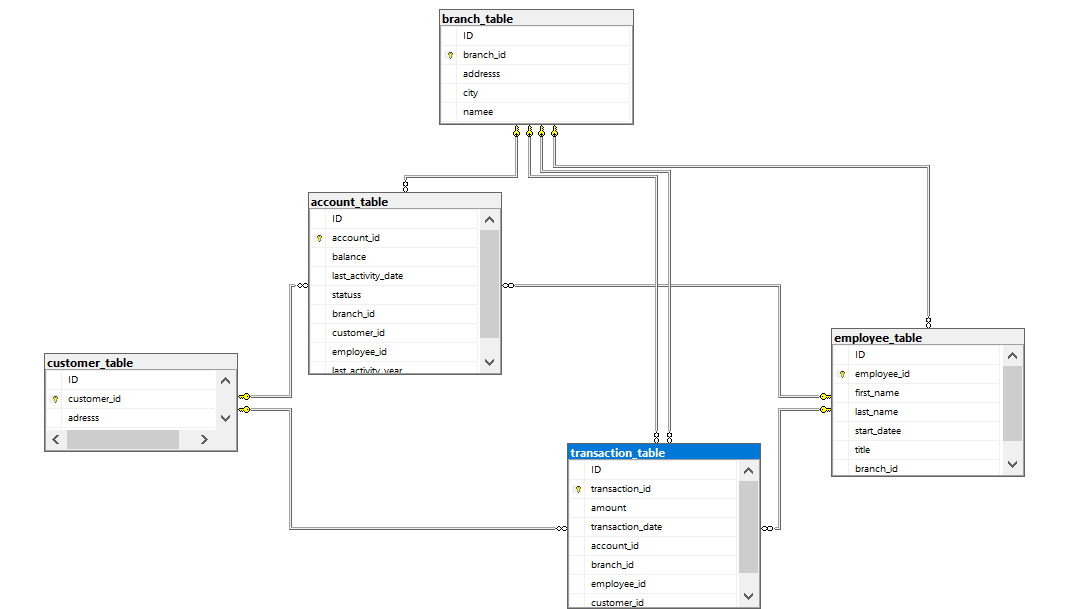 branch_table
ID
branch_id
addresss
city
namee
account_table
ID
account_id
balance
last_activity_date
statuss
branch_id
customer_id
employee_id
last_activity_year
customer_table
ID
customer_id
adresss
employee_table
ID
employee_id
first_name
last_name
start_datee
title
branch_id
transaction_table
ID
transaction_id
amount
transaction_date
account_id
branch_id
employee_id
customer_id